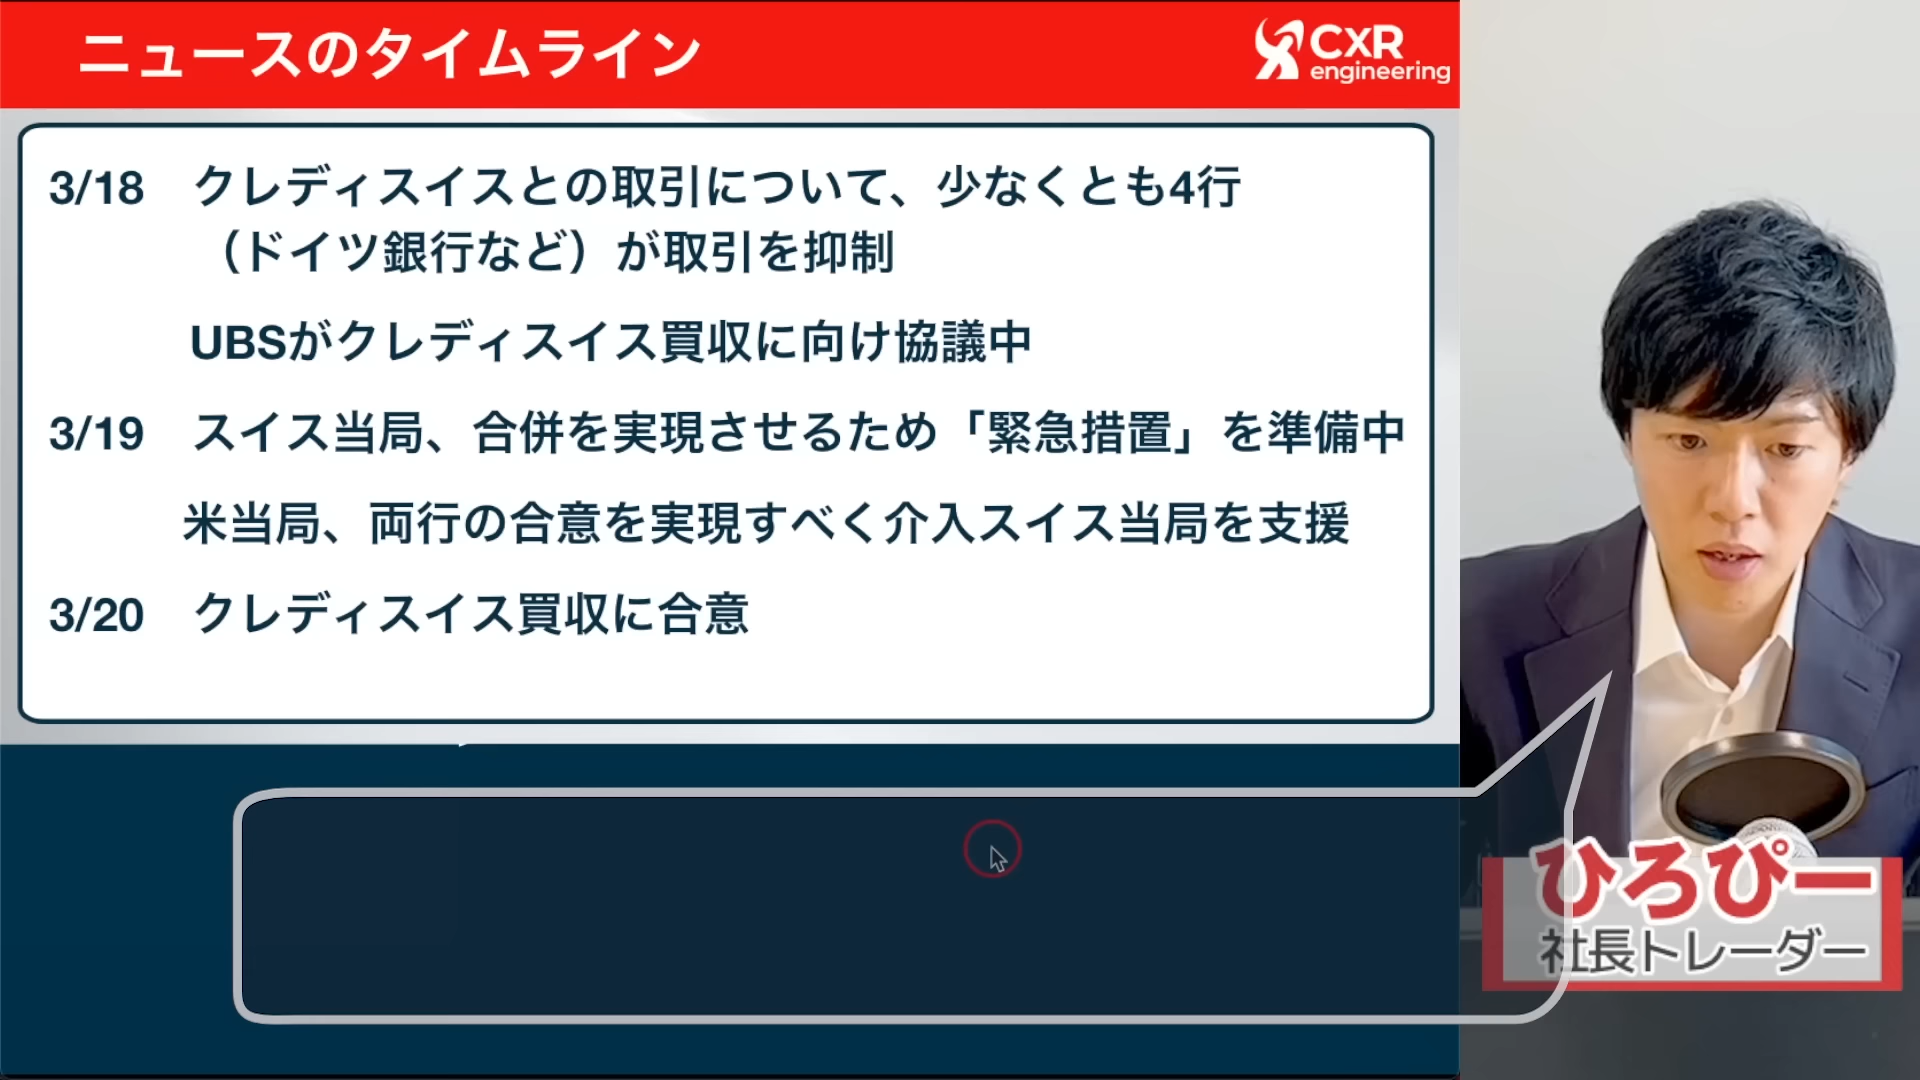 ニュースのタイムライン
CXR
engineering
3/18 クレディスイスとの取引について、少なくとも4行
（ドイツ銀行など）が取引を抑制
UBSがクレディスイス買収に向け協議中
3/19 スイス当局、合併を実現させるため「緊急措置」を準備中
米当局、両行の合意を実現すべく介入スイス当局を支援
3/20 クレディスイス買収に合意
ひろぴー
社長トレーダー